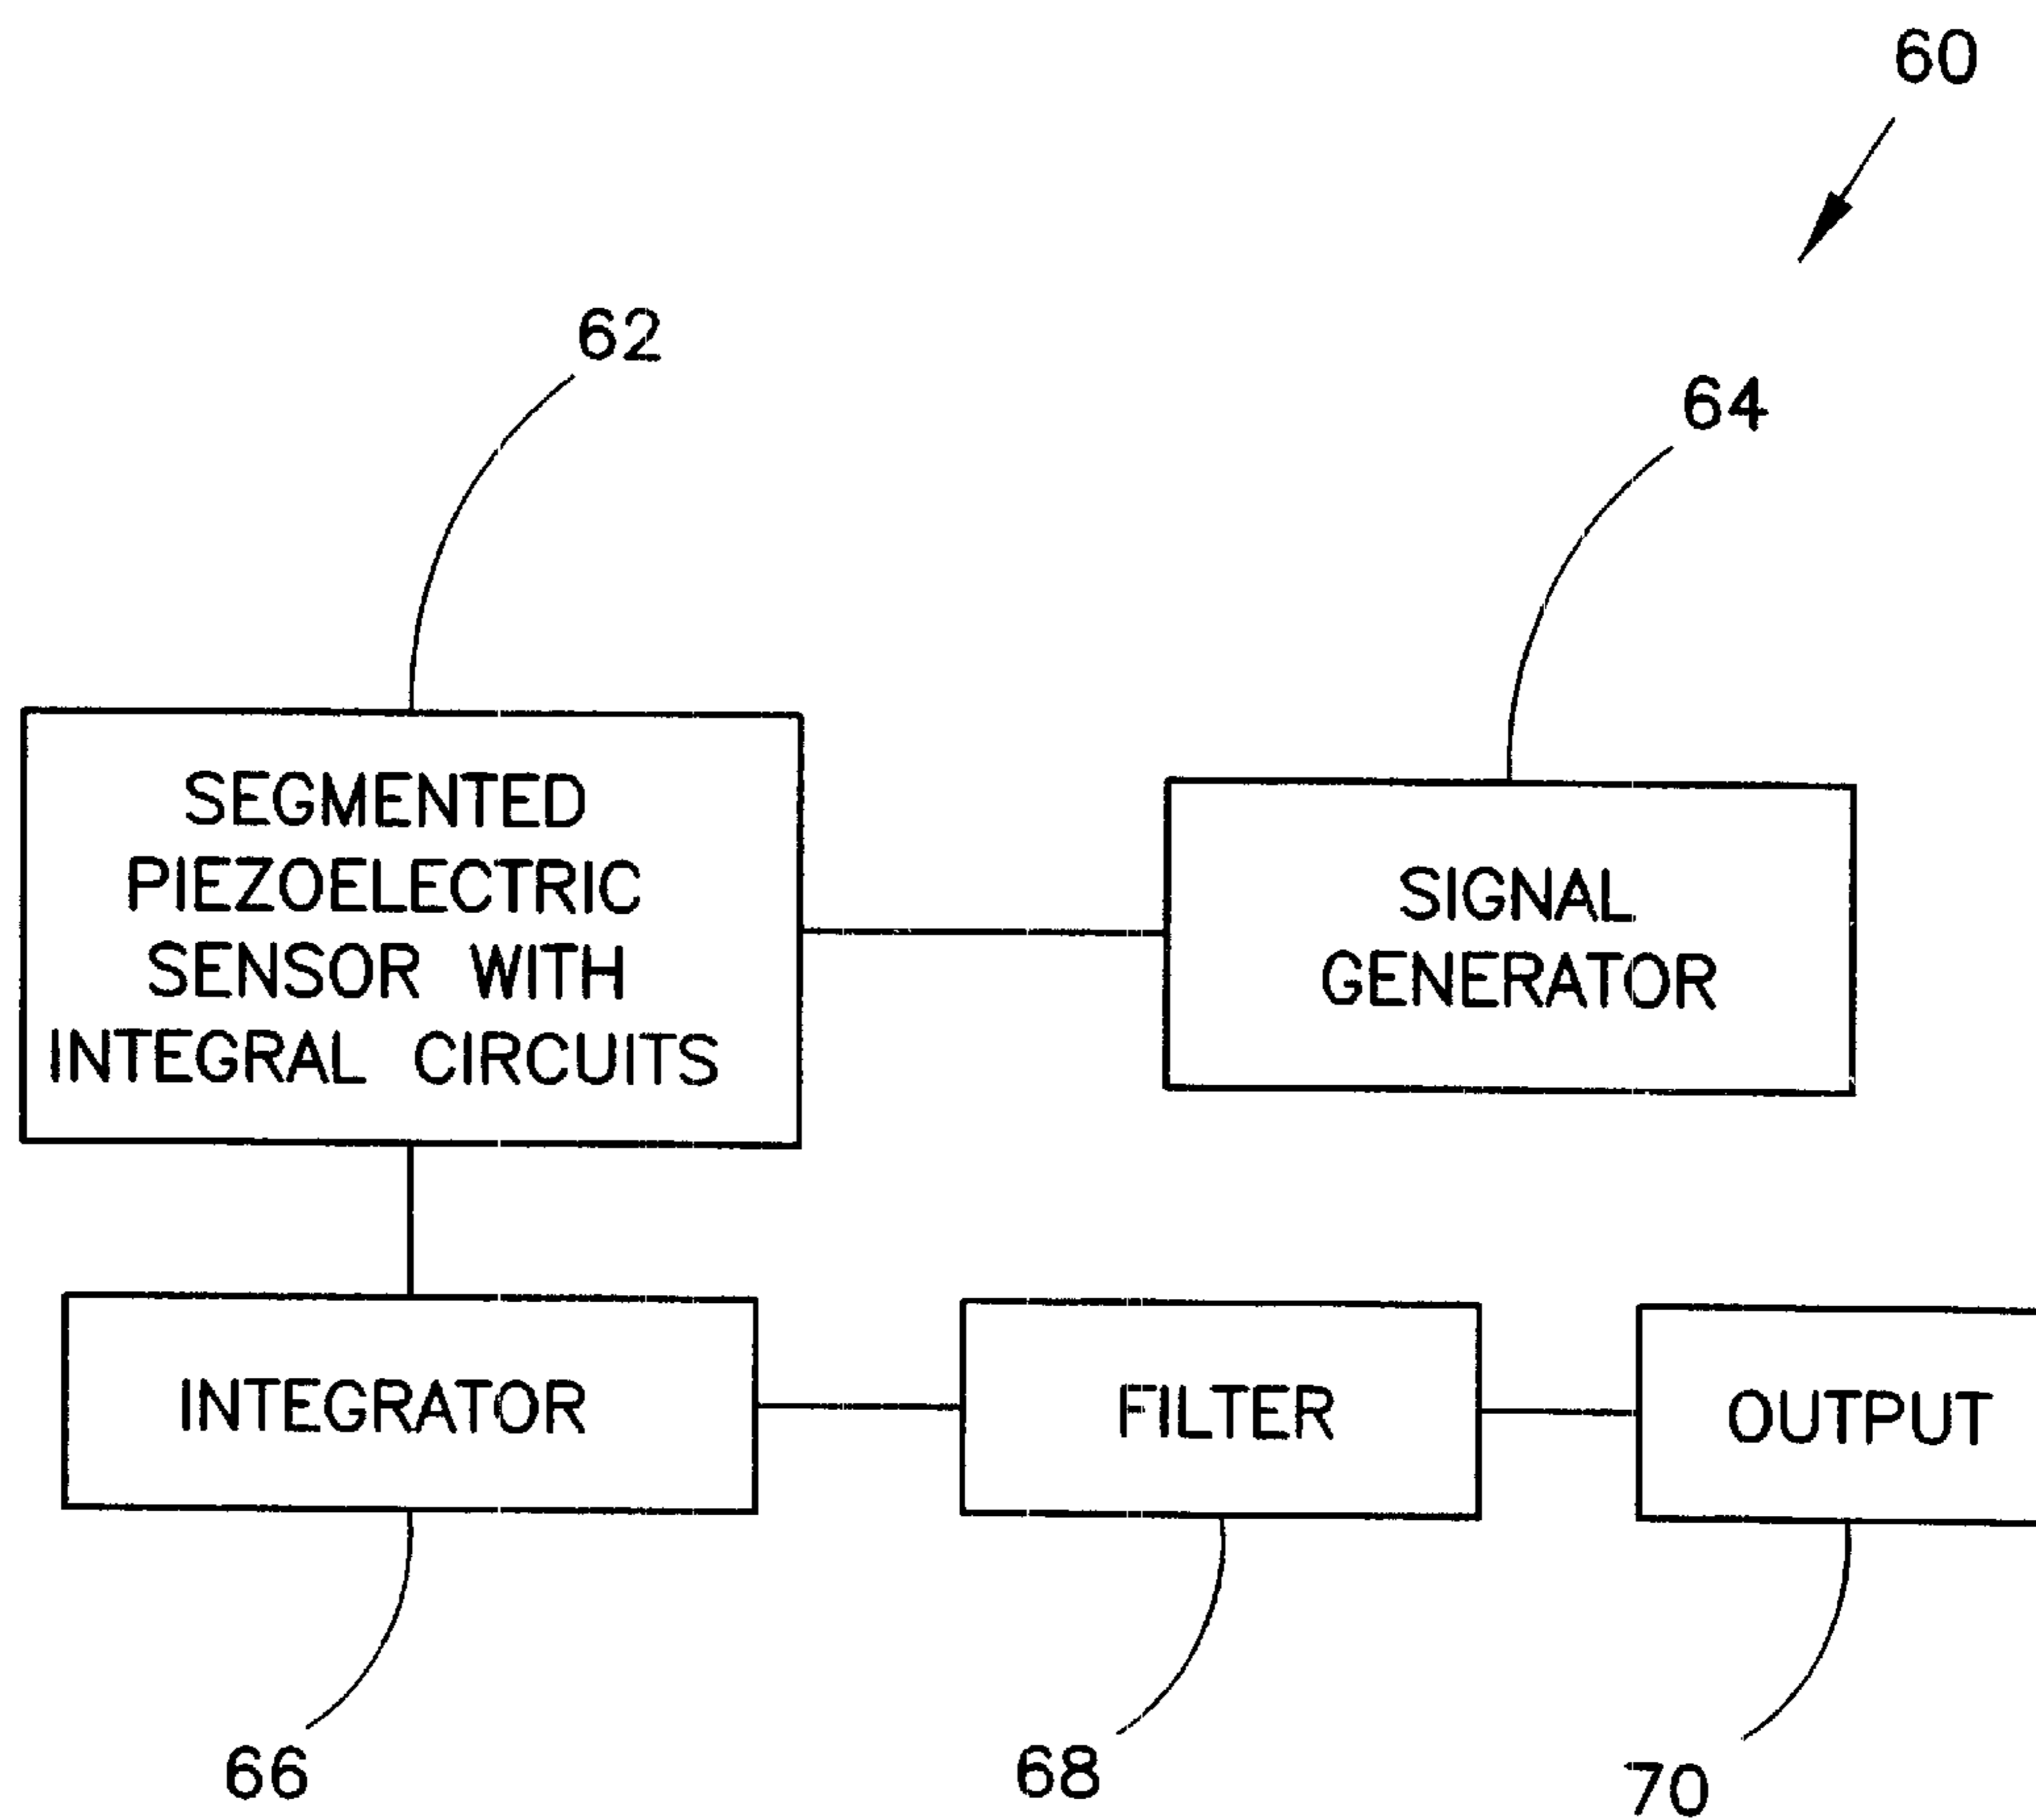 60
62
64
SEGMENTED
PIEZOELECTRIC
SENSOR WITH
INTEGRAL CIRCUITS
SIGNAL
GENERATOR
INTEGRATOR
FILTER
OUTPUT
66
68
70